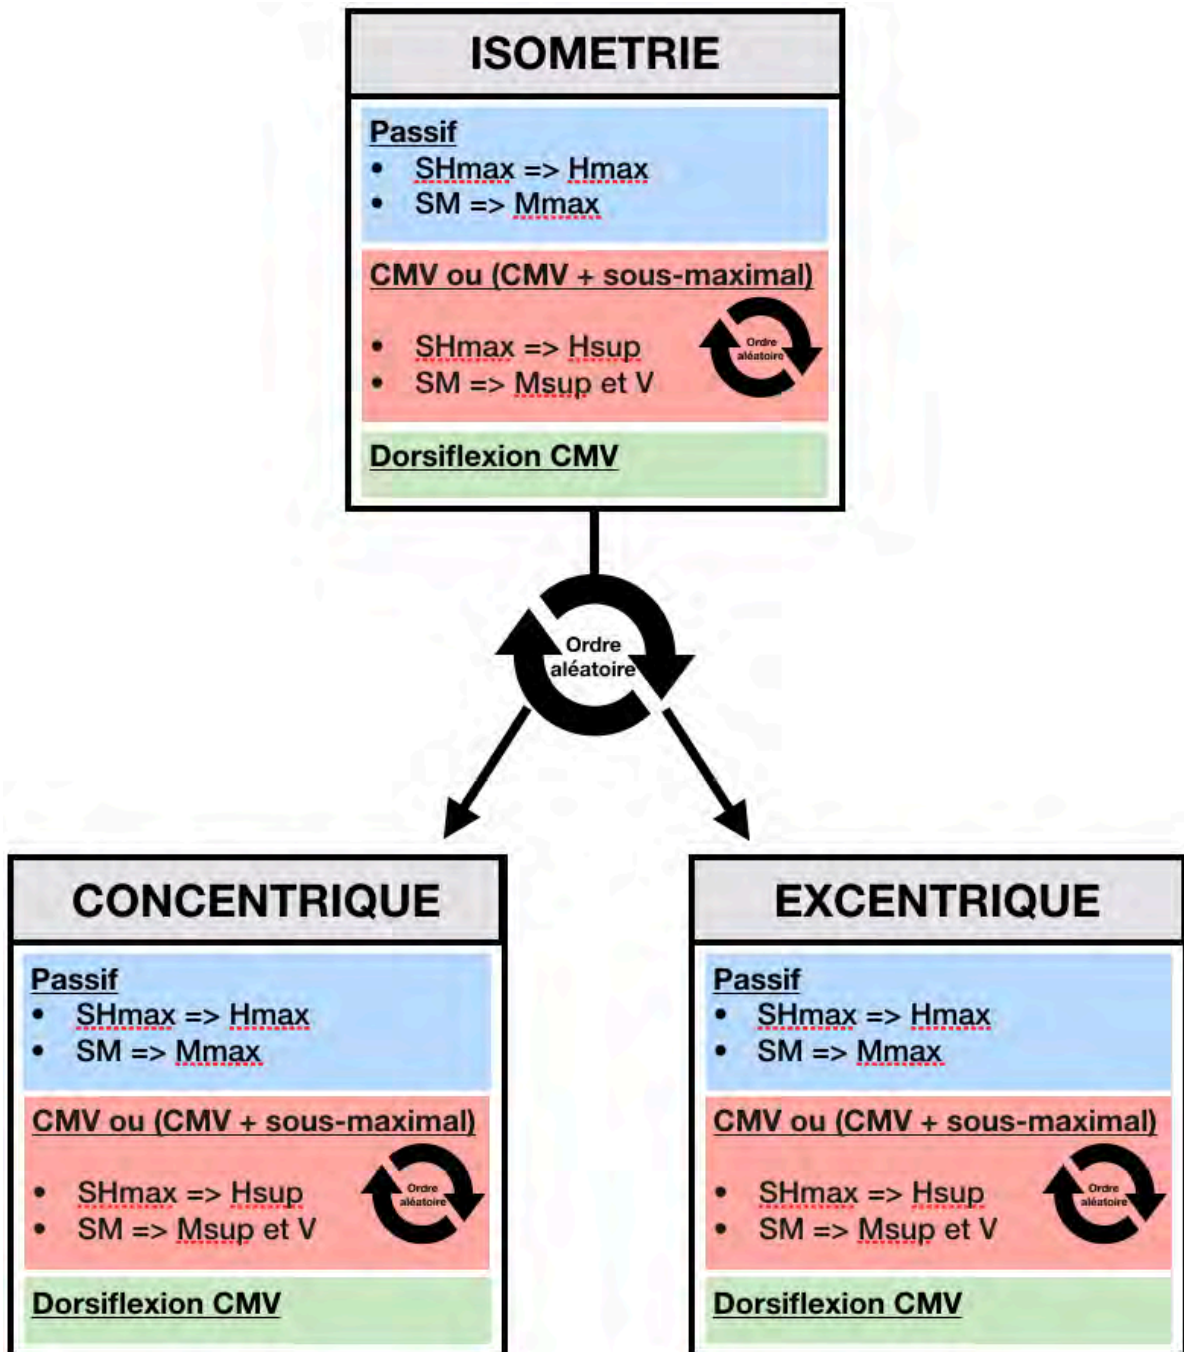 ISOMETRIE
Passif
• SHmax => Hmax
• SM => Mmax
CMV ou (CMV + sous-maximal)
• SHmax => Hsup
• SM => Msup et V
Ordre
aléatoire
Dorsiflexion CMV
Ordre
aléatoire
CONCENTRIQUE
Passif
• SHmax => Hmax
• SM => Mmax
CMV ou (CMV + sous-maximal)
• SHmax => Hsup
• SM => Msup et V
Ordre
aléatoire
Dorsiflexion CMV
EXCENTRIQUE
Passif
• SHmax => Hmax
• SM => Mmax
CMV ou (CMV + sous-maximal)
• SHmax => Hsup
• SM => Msup et V
Ordre
aléatoire
Dorsiflexion CMV